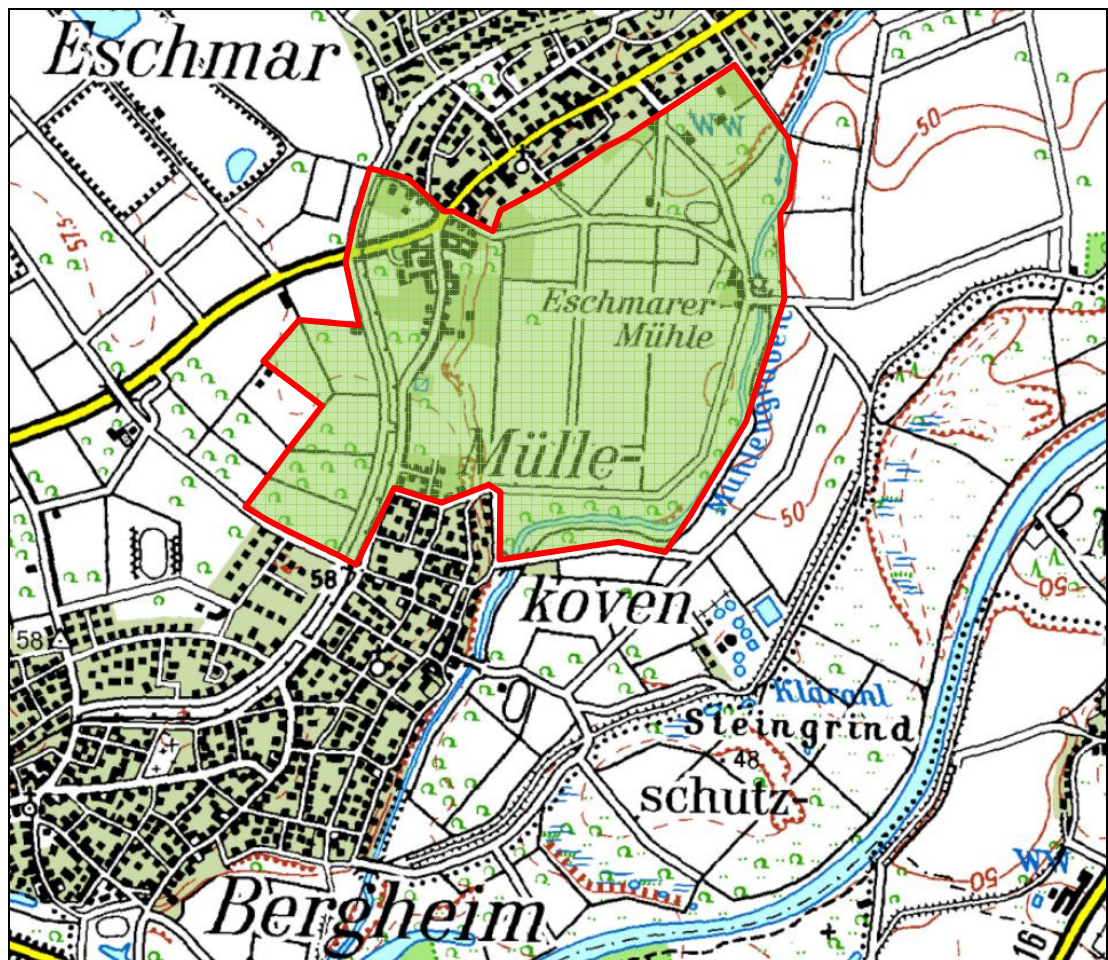 Eschmar
WW
50
57.5
Eschmarer-
Mühle
Mühlengraben
Mülle-
50
58
koven
50
58
Kläranl
Steingrind
48
schutz-
WW
50
Bergheim
16